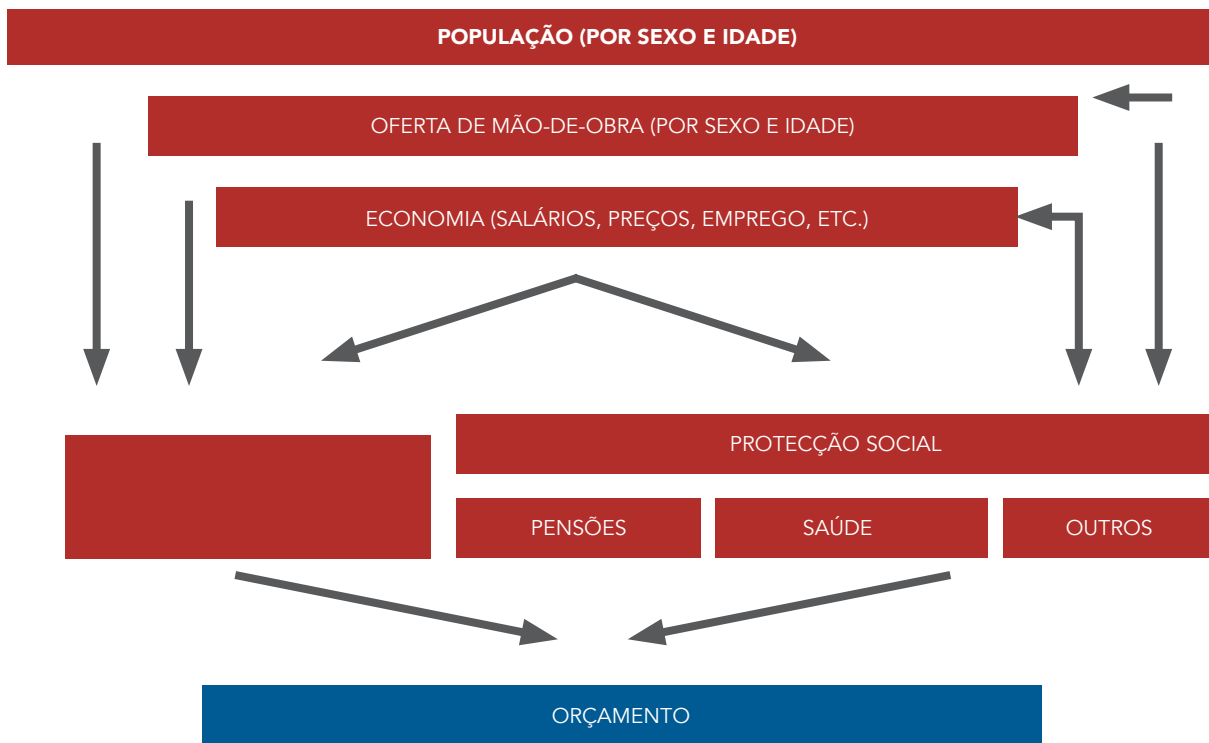 POPULAÇÃO (POR SEXO E IDADE)
OFERTA DE MÃO-DE-OBRA (POR SEXO E IDADE)
ECONOMIA (SALÁRIOS, PREÇOS, EMPREGO, ETC.)
PROTECÇÃO SOCIAL
PENSÕES
SAÚDE
OUTROS
ORÇAMENTO